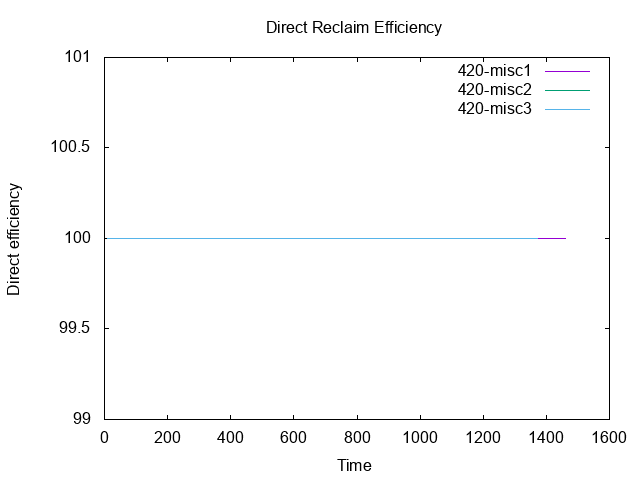 Direct Reclaim Efficiency
101
100.5
100
99.5
99
Direct efficiency
420-misc1
420-misc2
420-misc3
0 200 400 600 800 1000 1200 1400 1600
Time